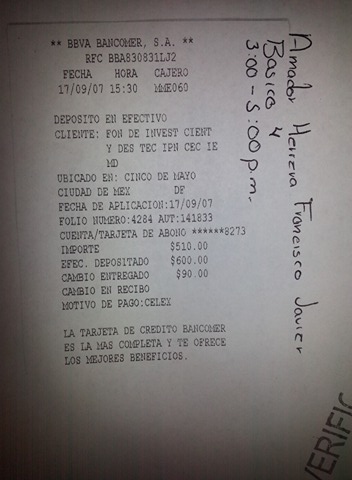 ** BBVA BANCOMER, S.A. **
RFC BBA830831LJ2
FECHA HORA CAJERO
17/09/07 15:30 MME060
DEPOSITO EN EFECTIVO
CLIENTE: FON DE INVEST CIENT
Y DES TEC IPN CEC IE
MD
UBICADO EN: CINCO DE MAYO
CIUDAD DE MEX DF
FECHA DE APLICACION:17/09/07
FOLIO NUMERO:4284 AUT:141833
CUENTA/TARJETA DE ABONO ******8273
IMPORTE $510.00
EFEC. DEPOSITADO $600.00
CAMBIO ENTREGADO $90.00
CAMBIO EN RECIBO
MOTIVO DE PAGO:CELEX
LA TARJETA DE CREDITO BANCOMER
ES LA MAS COMPLETA Y TE OFRECE
LOS MEJORES BENEFICIOS.
Amador Herrera Francisco Javier
Basico 4
3:00 - 5:00 p.m.
VERIFIC